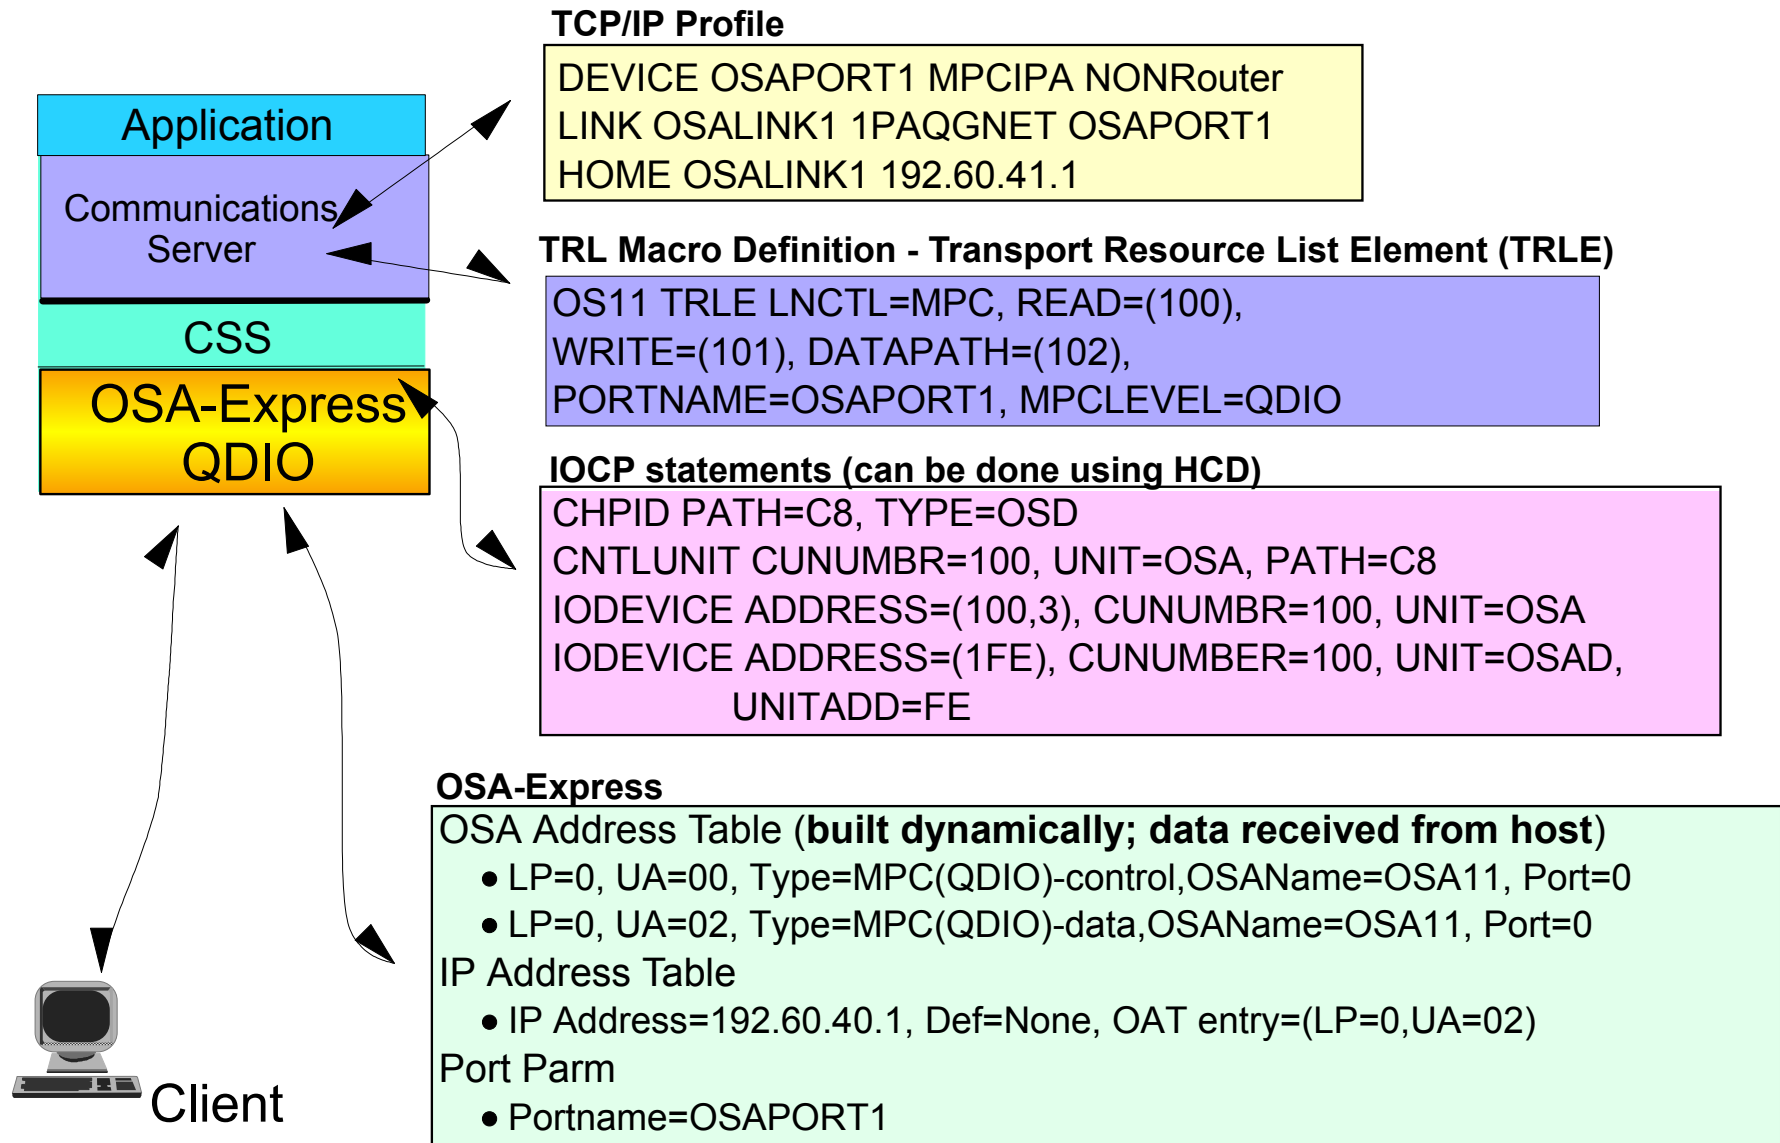 TCP/IP Profile
DEVICE OSAPORT1 MPCIPA NONRouter
LINK OSALINK1 1PAQGNET OSAPORT1
HOME OSALINK1 192.60.41.1
Application
Communications
Server
CSS
OSA-Express
QDIO
TRL Macro Definition - Transport Resource List Element (TRLE)
OS11 TRLE LNCTL=MPC, READ=(100),
WRITE=(101), DATAPATH=(102),
PORTNAME=OSAPORT1, MPCLEVEL=QDIO
IOCP statements (can be done using HCD)
CHPID PATH=C8, TYPE=OSD
CNTLUNIT CUNUMBR=100, UNIT=OSA, PATH=C8
IODEVICE ADDRESS=(100,3), CUNUMBR=100, UNIT=OSA
IODEVICE ADDRESS=(1FE), CUNUMBER=100, UNIT=OSAD,
UNITADD=FE
OSA-Express
OSA Address Table (built dynamically; data received from host)
• LP=0, UA=00, Type=MPC(QDIO)-control,OSAName=OSA11, Port=0
• LP=0, UA=02, Type=MPC(QDIO)-data,OSAName=OSA11, Port=0
IP Address Table
• IP Address=192.60.40.1, Def=None, OAT entry=(LP=0,UA=02)
Port Parm
• Portname=OSAPORT1
Client